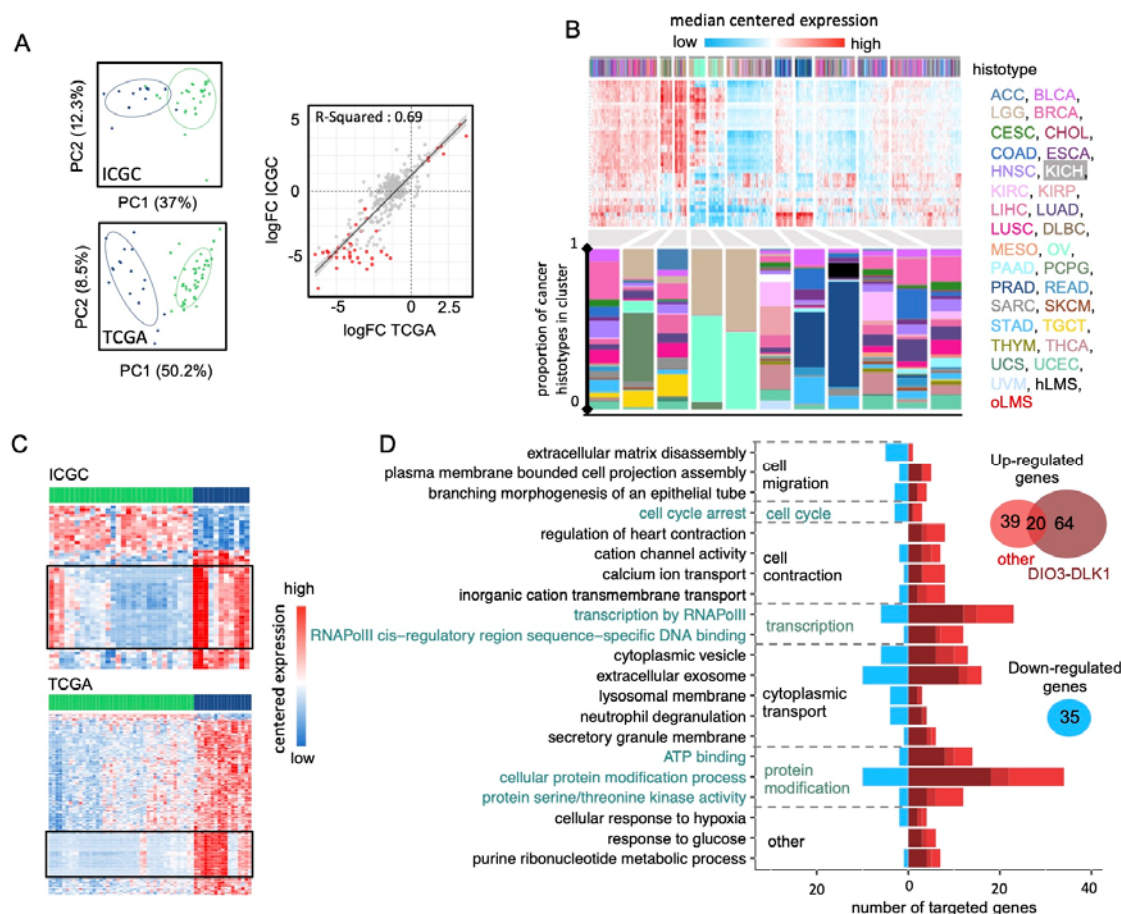 A
PC2 (12.3%)
ICGC
PC1 (37%)
PC2 (8.5%)
TCGA
PC1 (50.2%)
R-Squared : 0.69
logFC ICGC
5
0
-5
-5
0
2.5
logFC TCGA
B
median centered expression
low
high
histotype
ACC, BLCA,
LGG, BRCA,
CESC, CHOL,
COAD, ESCA,
HNSC, KICH,
KIRC, KIRP,
LIHC, LUAD,
LUSC, DLBC,
MESO, OV,
PAAD, PCPG,
PRAD, READ,
SARC, SKCM,
STAD, TGCT,
THYM, THCA,
UCS, UCEC,
UVM, hLMS,
oLMS
proportion of cancer
histotypes in cluster
1
0
C
ICGC
TCGA
high
centered expression
low
D
extracellular matrix disassembly
plasma membrane bounded cell projection assembly
branching morphogenesis of an epithelial tube
cell cycle arrest
regulation of heart contraction
cation channel activity
calcium ion transport
inorganic cation transmembrane transport
transcription by RNAPolII
RNAPolII cis−regulatory region sequence−specific DNA binding
cytoplasmic vesicle
extracellular exosome
lysosomal membrane
neutrophil degranulation
secretory granule membrane
ATP binding
cellular protein modification process
protein serine/threonine kinase activity
cellular response to hypoxia
response to glucose
purine ribonucleotide metabolic process
cell
migration
cell cycle
cell
contraction
transcription
cytoplasmic
transport
protein
modification
other
Up-regulated
genes
39 20 64
other
DIO3-DLK1
Down-regulated
genes
35
20
0
20
40
number of targeted genes